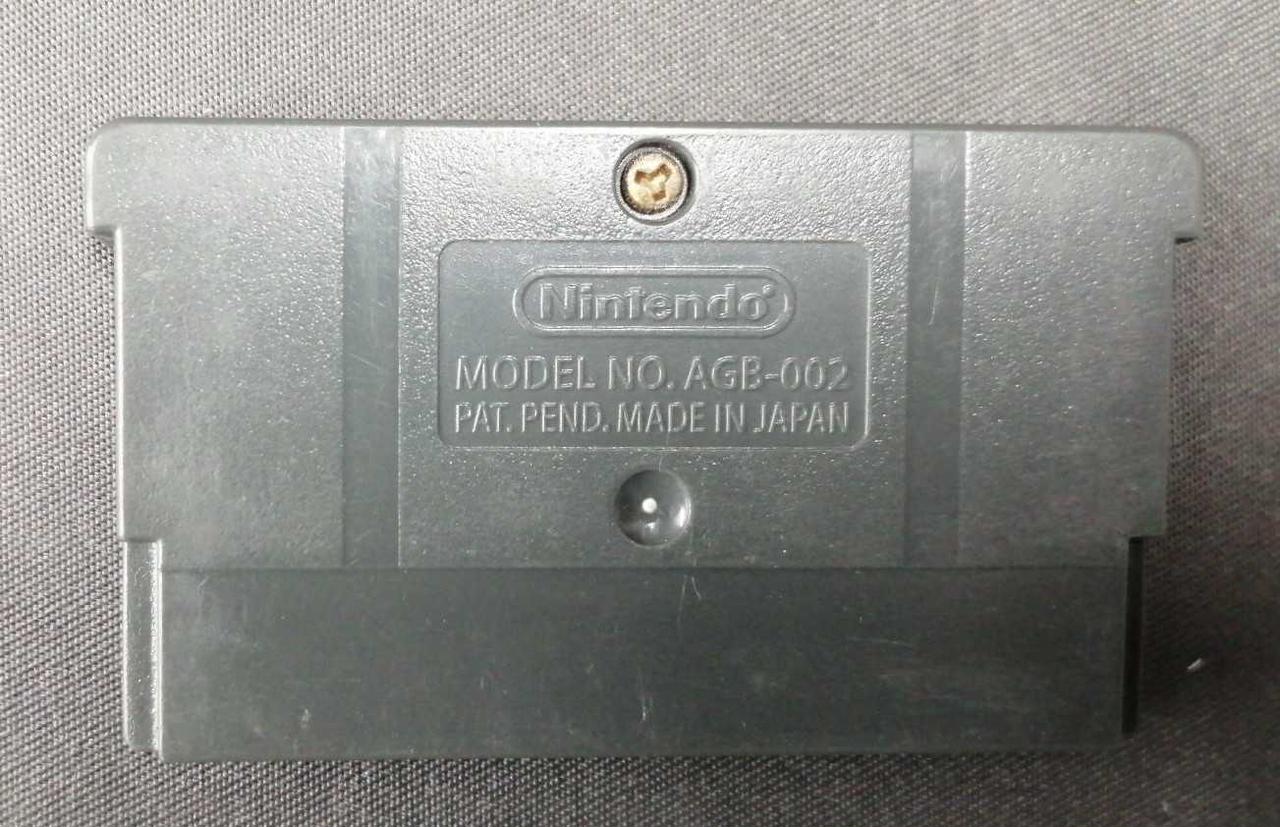 Nintendo®
MODEL NO. AGB-002
PAT. PEND. MADE IN JAPAN